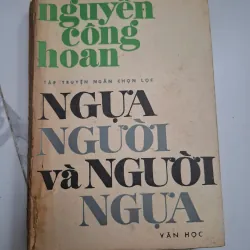 nguyễn
công
hoan
TẬP TRUYỆN NGẮN CHỌN LỌC
NGỰA
NGƯỜI
và NGƯỜI
NGỰA
VĂN HỌC